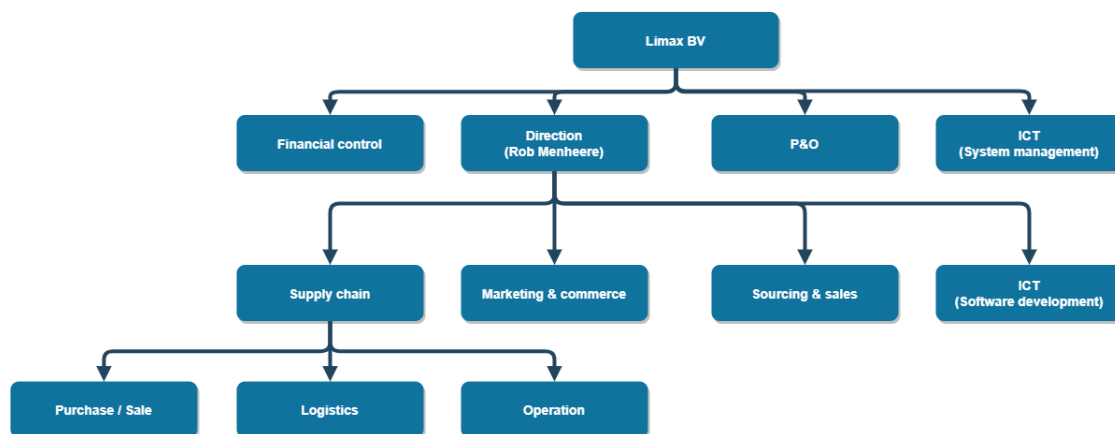 Limax BV
Financial control
Direction
(Rob Menheere)
P&O
ICT
(System management)
Supply chain
Marketing & commerce
Sourcing & sales
ICT
(Software development)
Purchase / Sale
Logistics
Operation